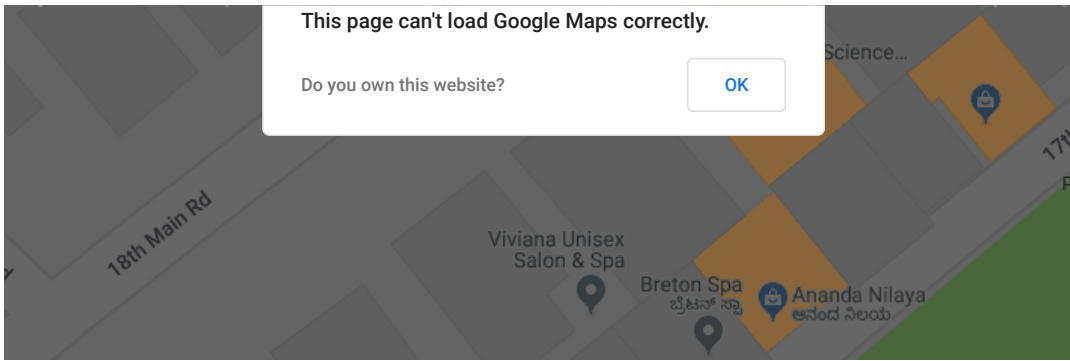 This page can't load Google Maps correctly.
Do you own this website?
OK
Science...
17th
18th Main Rd
Viviana Unisex
Salon & Spa
Breton Spa
ಬ್ರೆಟನ್ ಸ್ಪಾ
Ananda Nilaya
ಆನಂದ ನಿಲಯ